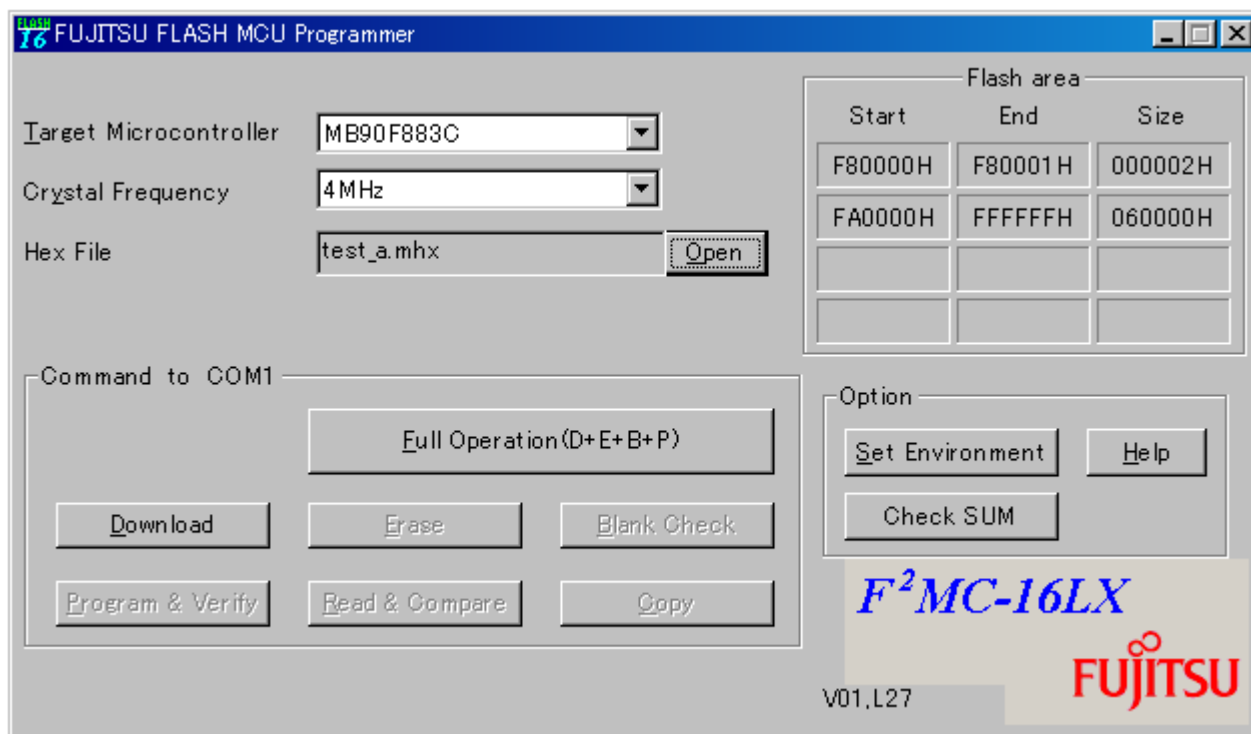 FLASH
16 FUJITSU FLASH MCU Programmer
Target Microcontroller
MB90F883C
Crystal Frequency
4MHz
Hex File
test_a.mhx
Open
Flash area
Start End Size
F80000H F80001H 000002H
FA0000H FFFFFFH 060000H
Command to COM1
Full Operation(D+E+B+P)
Download
Erase
Blank Check
Program & Verify
Read & Compare
Copy
Option
Set Environment
Help
Check SUM
F²MC-16LX
FUJITSU
V01,L27